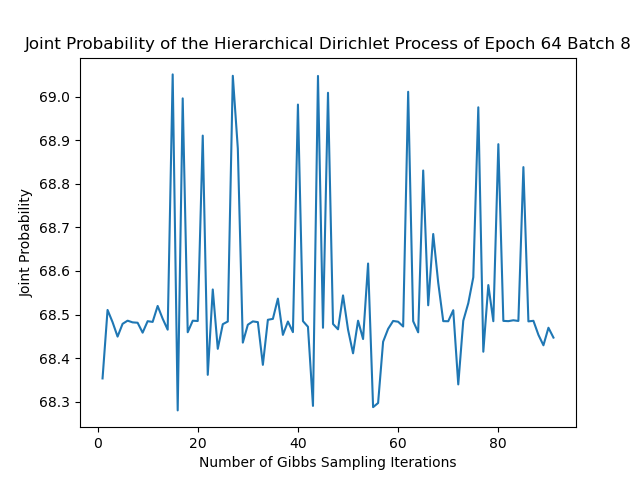 Joint Probability of the Hierarchical Dirichlet Process of Epoch 64 Batch 8
69.0
68.9
68.8
68.7
68.6
68.5
68.4
68.3
Joint Probability
0 20 40 60 80
Number of Gibbs Sampling Iterations